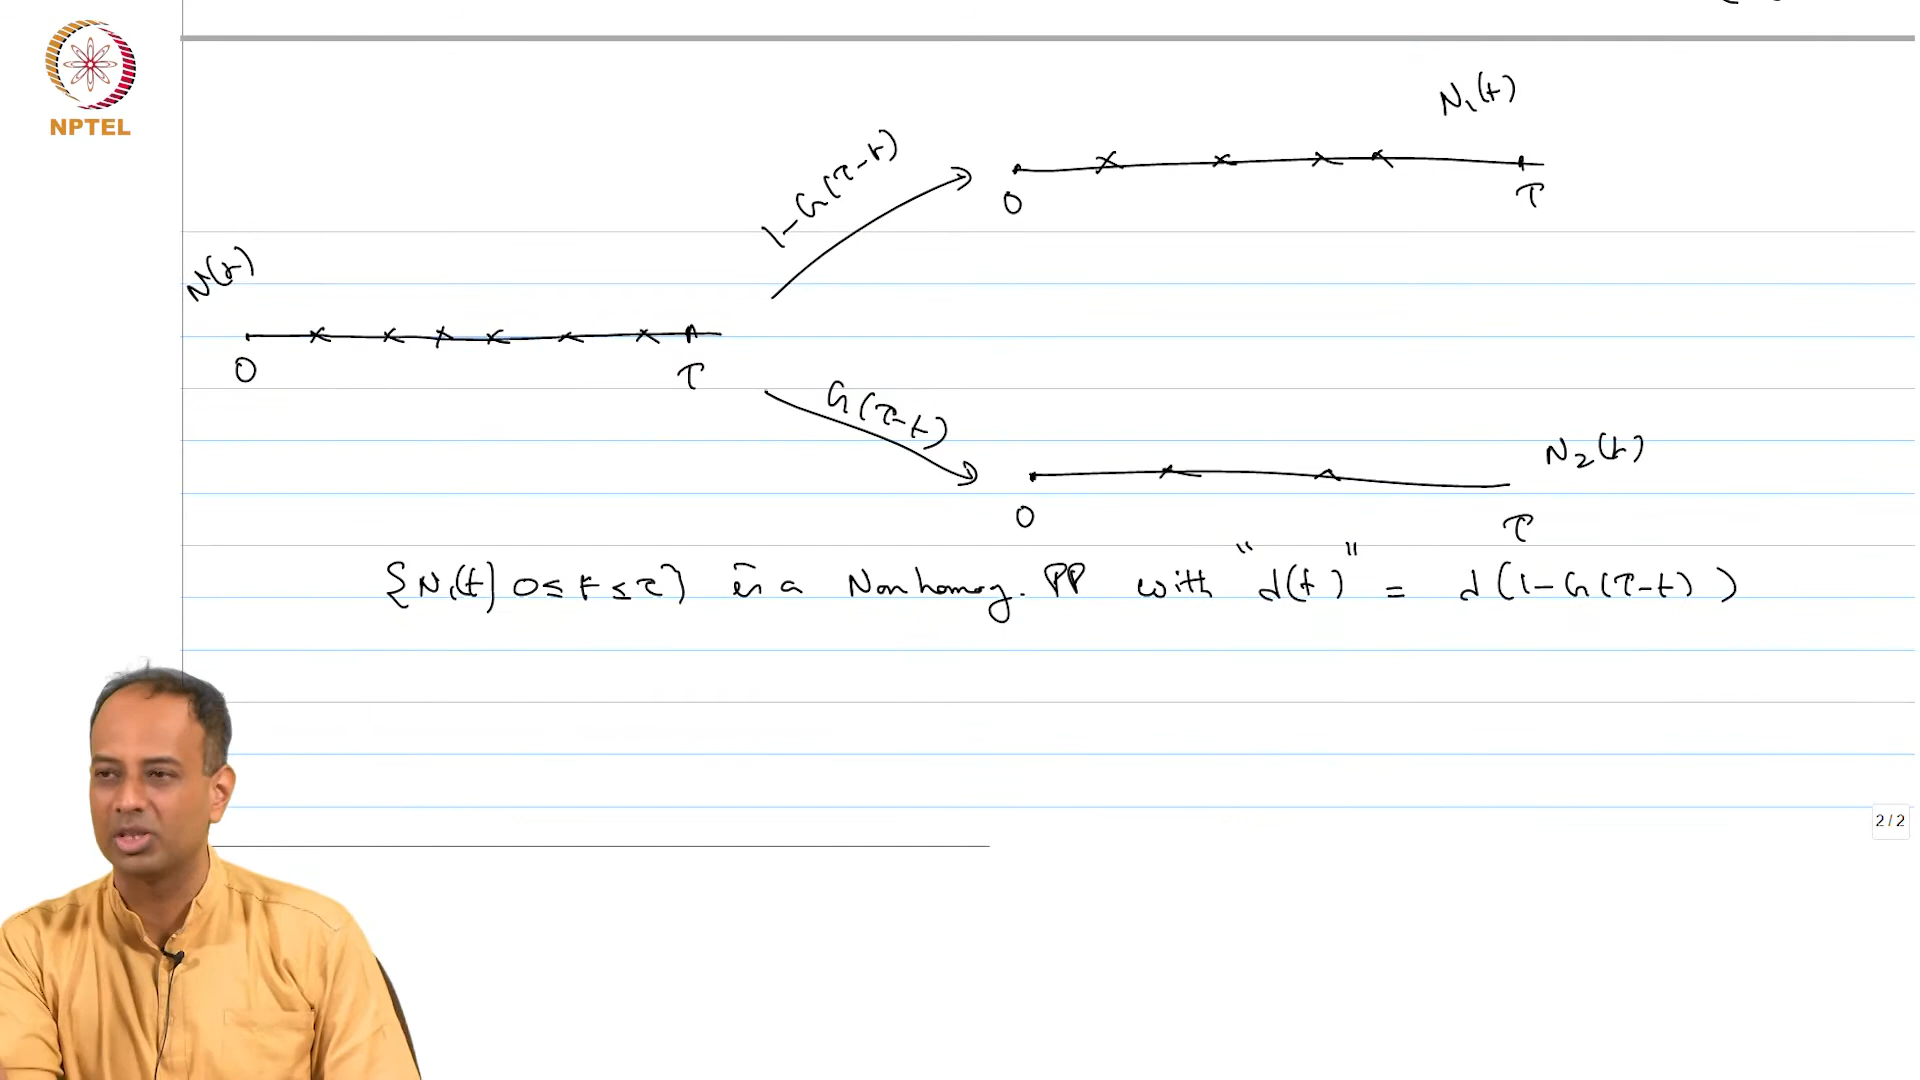 NPTEL
N₁(t)
1-G(τ-t)
0 τ
N(t)
0 τ
G(τ-t)
N₂(t)
0 τ
{N₁(t) 0≤t≤τ} is a Nonhomog. PP with "λ(t)" = λ(1-G(τ-t))
2 / 2